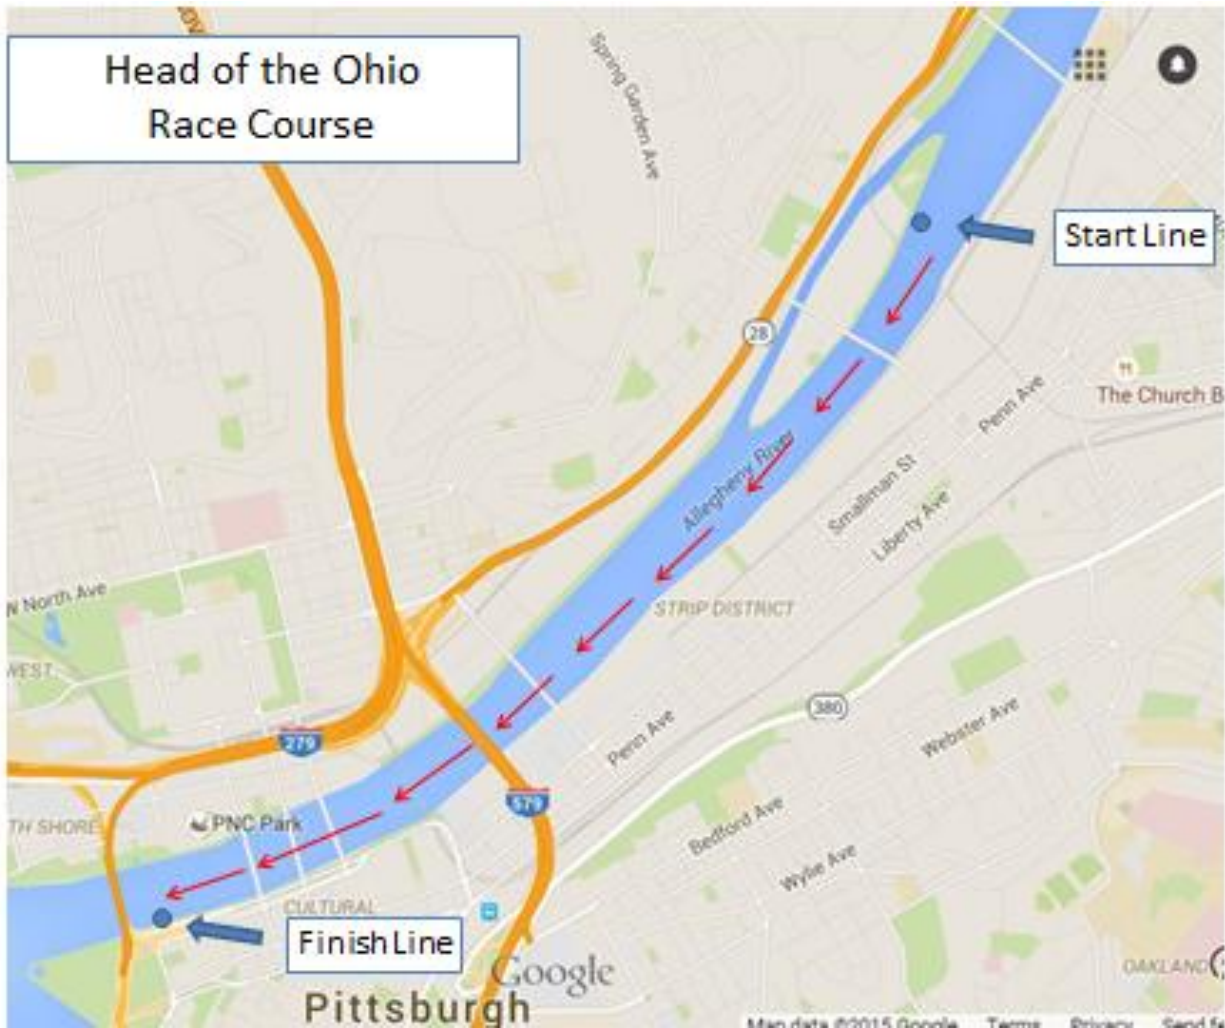 Head of the Ohio
Race Course
Spring Garden Ave
Start Line
28
The Church B
Penn Ave
Smallman St
Liberty Ave
Allegheny River
STRIP DISTRICT
W North Ave
WEST
279
380
Webster Ave
Penn Ave
579
PNC Park
TH SHORE
Bedford Ave
Wylie Ave
CULTURAL
Finish Line
Google
OAKLAND
Pittsburgh
Map data ©2015 Google Terms Privacy Send fe